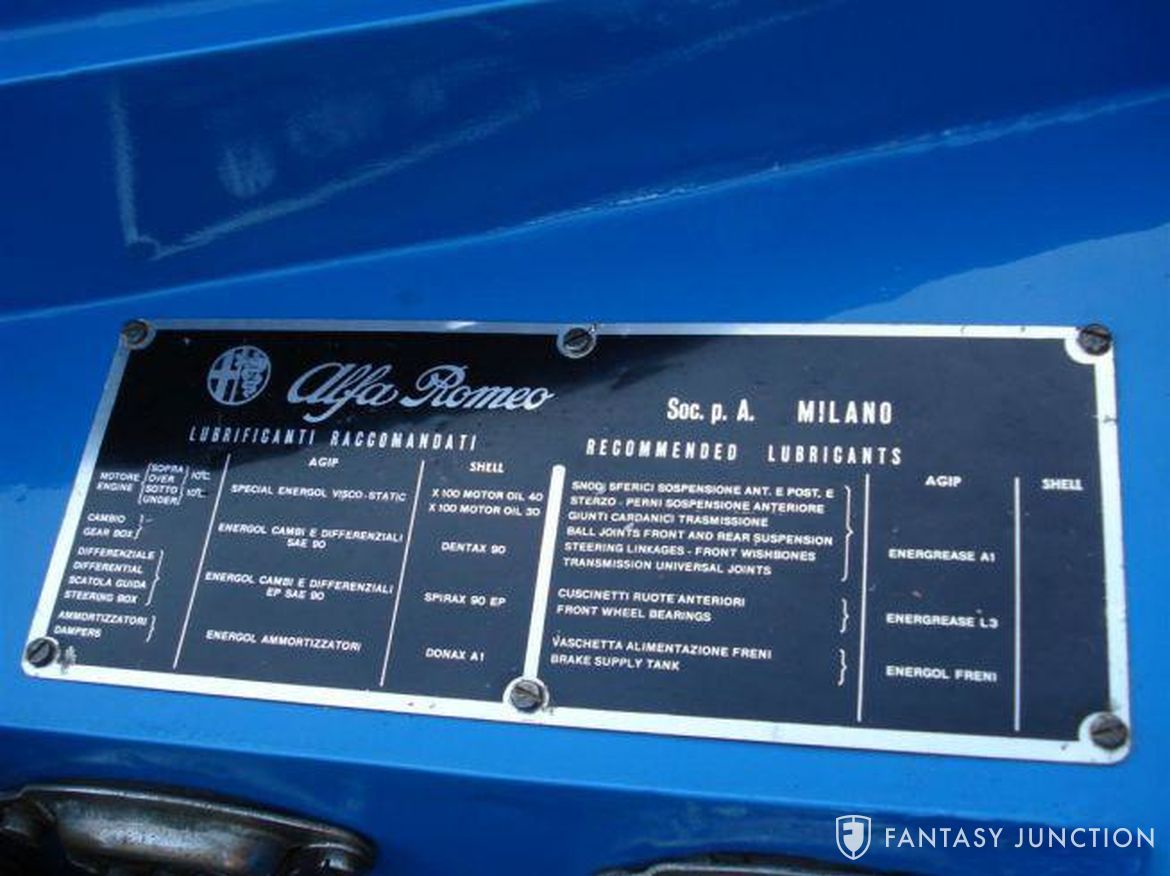 Alfa Romeo
Soc. p. A. MILANO
LUBRIFICANTI RACCOMANDATI
RECOMMENDED LUBRICANTS
AGIP
SHELL
MOTORE
ENGINE
SOPRA
OVER
10°C
SOTTO
UNDER
10°C
SPECIAL ENERGOL VISCO-STATIC
X 100 MOTOR OIL 40
X 100 MOTOR OIL 30
CAMBIO
GEAR BOX
ENERGOL CAMBI E DIFFERENZIALI
SAE 90
DENTAX 90
DIFFERENZIALE
DIFFERENTIAL
SCATOLA GUIDA
STEERING BOX
ENERGOL CAMBI E DIFFERENZIALI
EP SAE 90
SPIRAX 90 EP
AMMORTIZZATORI
DAMPERS
ENERGOL AMMORTIZZATORI
DONAX A1
AGIP
SHELL
SNODI SFERICI SOSPENSIONE ANT. E POST. E
STERZO - PERNI SOSPENSIONE ANTERIORE
GIUNTI CARDANICI TRASMISSIONE
BALL JOINTS FRONT AND REAR SUSPENSION
STEERING LINKAGES - FRONT WISHBONES
TRANSMISSION UNIVERSAL JOINTS
ENERGREASE A1
CUSCINETTI RUOTE ANTERIORI
FRONT WHEEL BEARINGS
ENERGREASE L3
VASCHETTA ALIMENTAZIONE FRENI
BRAKE SUPPLY TANK
ENERGOL FRENI
FANTASY JUNCTION